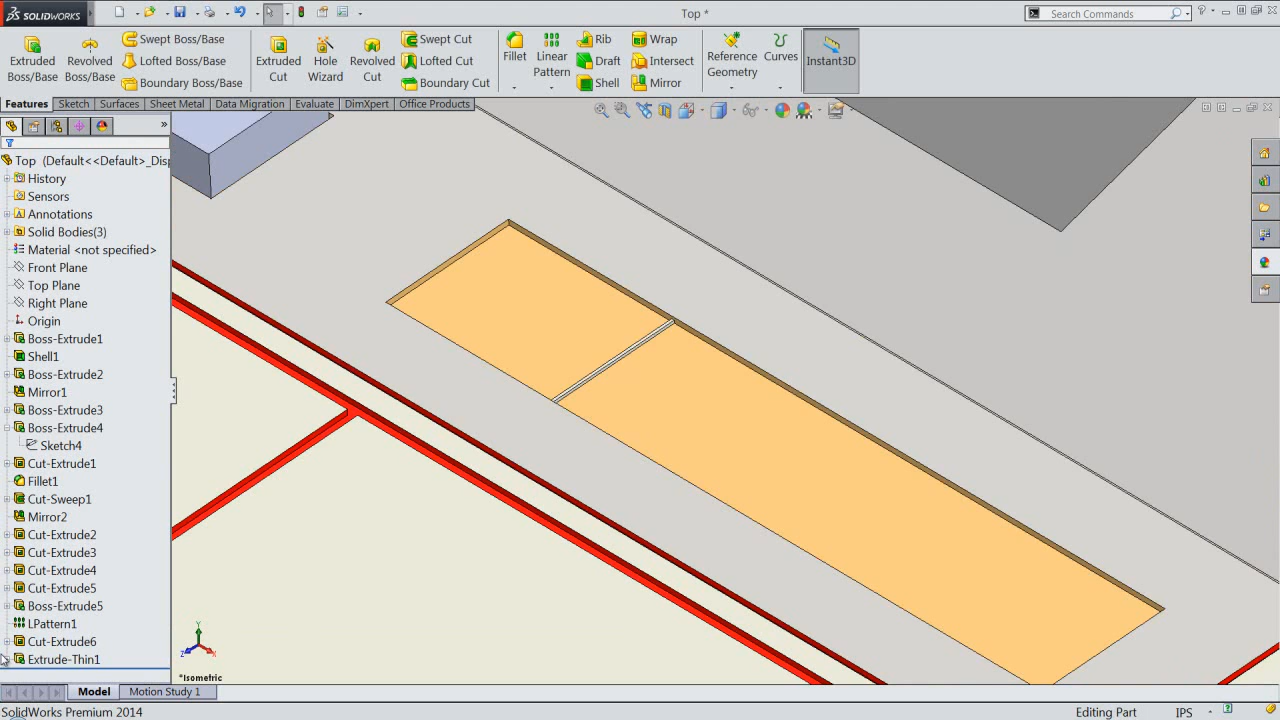 SOLIDWORKS
Top *
Search Commands
Extruded Boss/Base
Revolved Boss/Base
Swept Boss/Base
Lofted Boss/Base
Boundary Boss/Base
Extruded Cut
Hole Wizard
Revolved Cut
Swept Cut
Lofted Cut
Boundary Cut
Fillet
Linear Pattern
Rib
Draft
Shell
Wrap
Intersect
Mirror
Reference Geometry
Curves
Instant3D
Features
Sketch
Surfaces
Sheet Metal
Data Migration
Evaluate
DimXpert
Office Products
Top (Default<<Default>_Disp
History
Sensors
Annotations
Solid Bodies(3)
Material <not specified>
Front Plane
Top Plane
Right Plane
Origin
Boss-Extrude1
Shell1
Boss-Extrude2
Mirror1
Boss-Extrude3
Boss-Extrude4
Sketch4
Cut-Extrude1
Fillet1
Cut-Sweep1
Mirror2
Cut-Extrude2
Cut-Extrude3
Cut-Extrude4
Cut-Extrude5
Boss-Extrude5
LPattern1
Cut-Extrude6
Extrude-Thin1
Y
Z
X
*Isometric
Model
Motion Study 1
SolidWorks Premium 2014
Editing Part
IPS